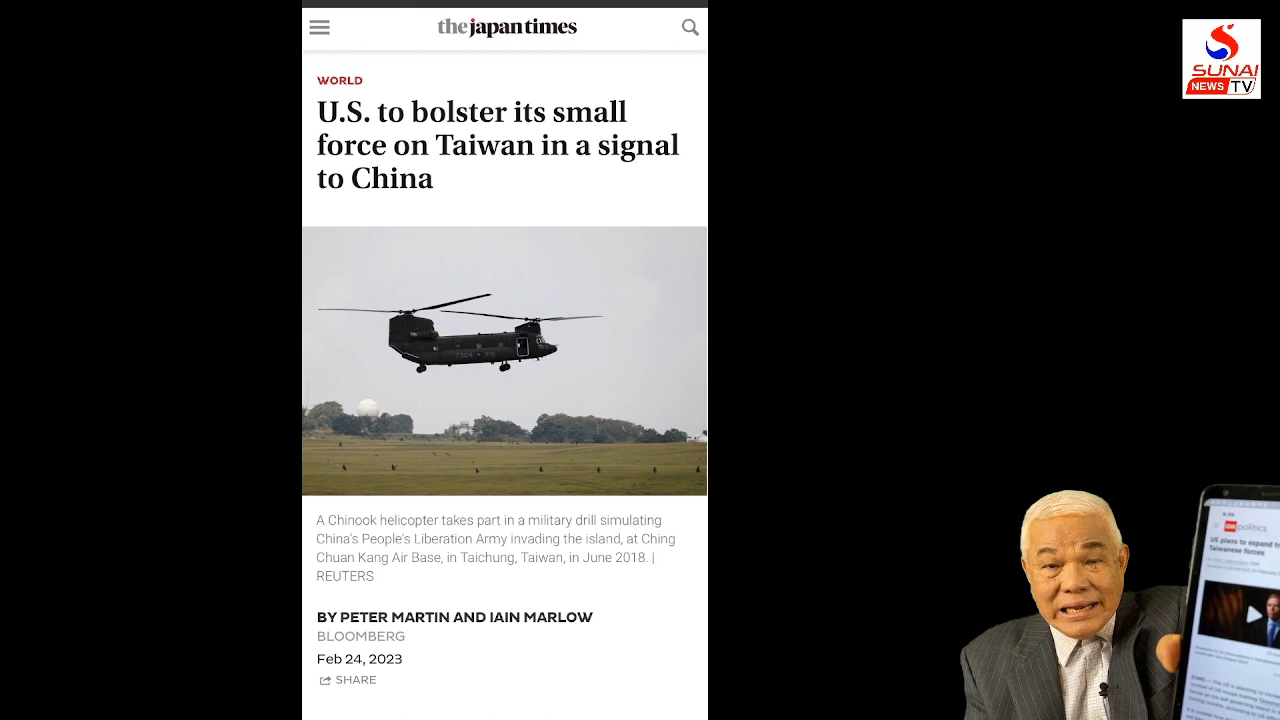 the japan times
WORLD
U.S. to bolster its small
force on Taiwan in a signal
to China
A Chinook helicopter takes part in a military drill simulating
China's People's Liberation Army invading the island, at Ching
Chuan Kang Air Base, in Taichung, Taiwan, in June 2018. |
REUTERS
BY PETER MARTIN AND IAIN MARLOW
BLOOMBERG
Feb 24, 2023
SHARE
SUNAI
NEWS TV
politics
US plans to expand
Taiwanese forces